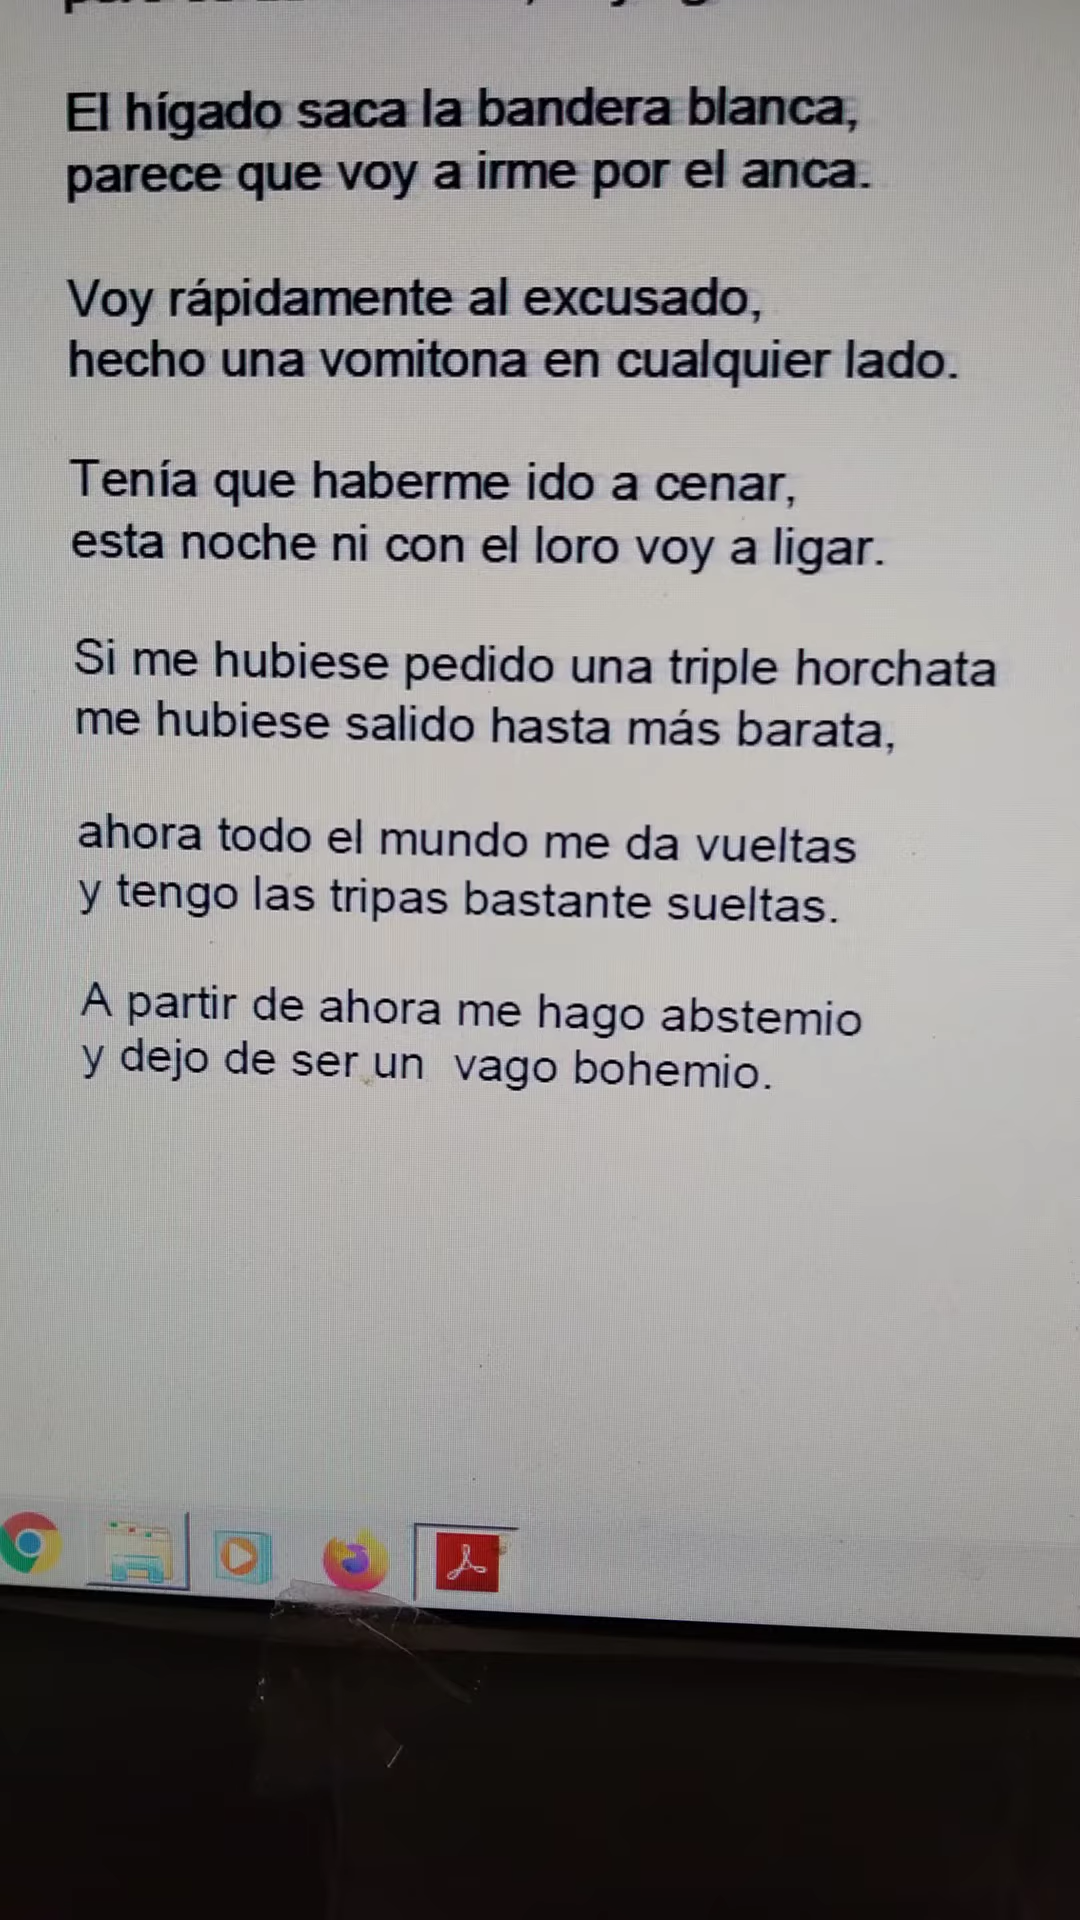 El hígado saca la bandera blanca,
parece que voy a irme por el anca.
Voy rápidamente al excusado,
hecho una vomitona en cualquier lado.
Tenía que haberme ido a cenar,
esta noche ni con el loro voy a ligar.
Si me hubiese pedido una triple horchata
me hubiese salido hasta más barata,
ahora todo el mundo me da vueltas
y tengo las tripas bastante sueltas.
A partir de ahora me hago abstemio
y dejo de ser un  vago bohemio.